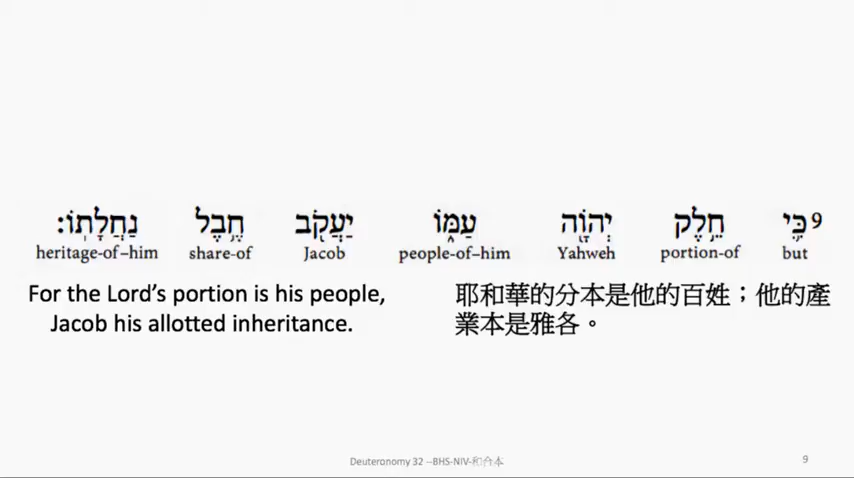 9 כִּ֛י חֵ֥לֶק יְהוָ֖ה עַמּ֑וֹ יַעֲקֹ֖ב חֶ֥בֶל נַחֲלָתֽוֹ׃
but portion-of Yahweh people-of-him Jacob share-of heritage-of-him
For the Lord's portion is his people,
Jacob his allotted inheritance.
耶和華的分本是他的百姓；他的產
業本是雅各。
Deuteronomy 32 --BHS-NIV-和合本
9